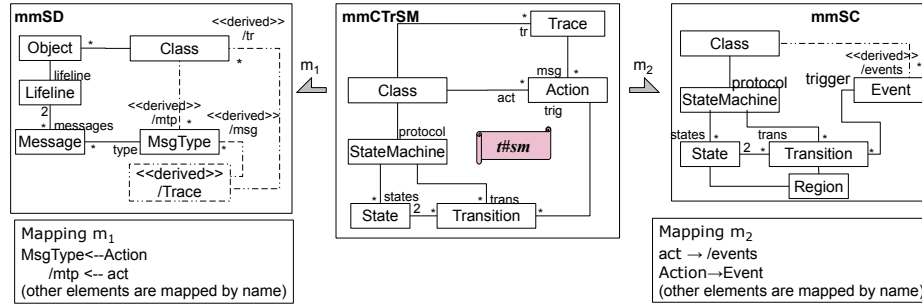 mmSD
<<derived>>
/tr
Object
*
Class
*
lifeline
Lifeline
2
<<derived>>
/mtp
<<derived>>
/msg
messages
*
*
Message
*
type
MsgType
*
<<derived>>
/Trace
m1
mmCTrSM
Trace
*
tr
msg
*
Class
*
act
Action
trig
protocol
StateMachine
t#sm
*
states
*
trans
State
2
*
Transition
*
m2
mmSC
Class
<<derived>>
/events
*
protocol
trigger
Event
StateMachine
states
*
trans
*
State
2
*
Transition
*
Region
Mapping m1
MsgType<--Action
/mtp <-- act
(other elements are mapped by name)
Mapping m2
act → /events
Action→Event
(other elements are mapped by name)